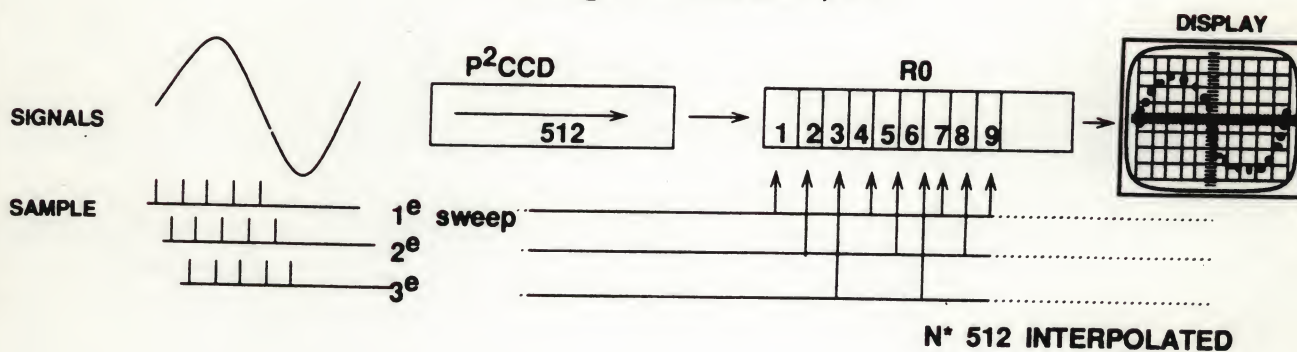 DISPLAY
P²CCD
R0
SIGNALS
512
1 2 3 4 5 6 7 8 9
SAMPLE
1e sweep
2e
3e
N* 512 INTERPOLATED